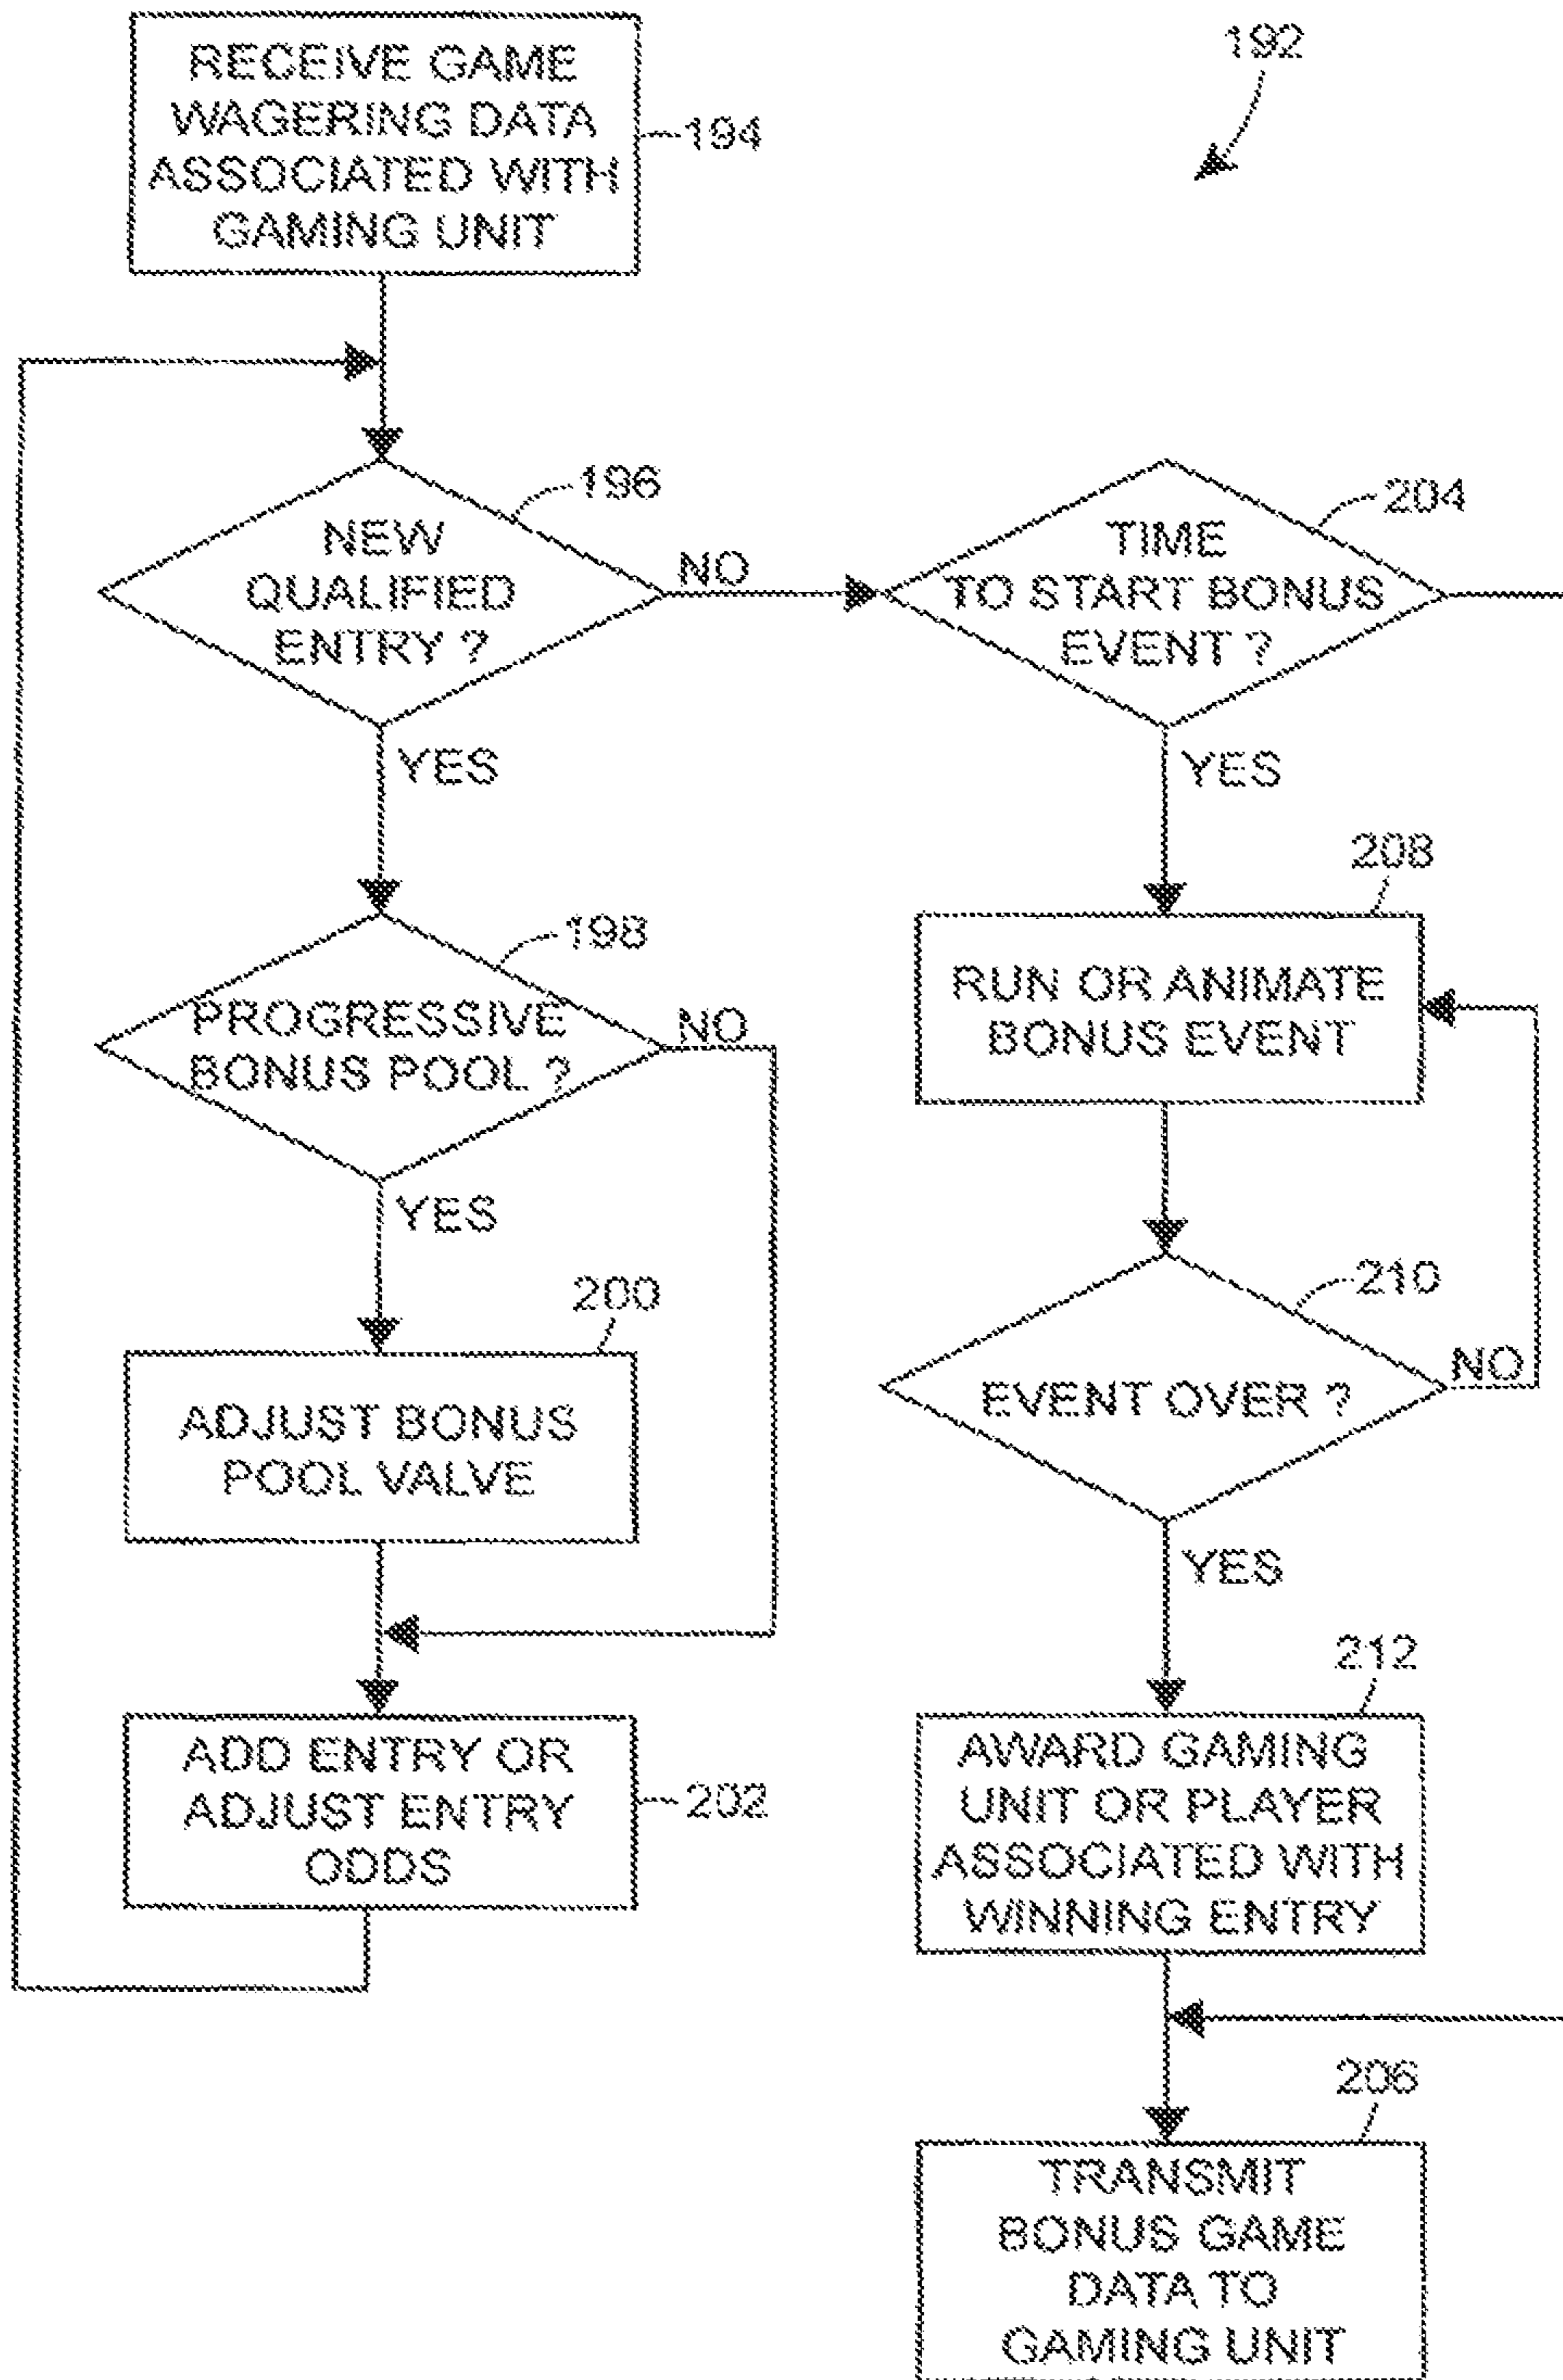 192
RECEIVE GAME
WAGERING DATA
ASSOCIATED WITH
GAMING UNIT
194
NEW
QUALIFIED
ENTRY ?
196
NO
YES
PROGRESSIVE
BONUS POOL ?
198
NO
YES
200
ADJUST BONUS
POOL VALVE
ADD ENTRY OR
ADJUST ENTRY
ODDS
202
TIME
TO START BONUS
EVENT ?
204
YES
208
RUN OR ANIMATE
BONUS EVENT
210
EVENT OVER ?
NO
YES
212
AWARD GAMING
UNIT OR PLAYER
ASSOCIATED WITH
WINNING ENTRY
206
TRANSMIT
BONUS GAME
DATA TO
GAMING UNIT